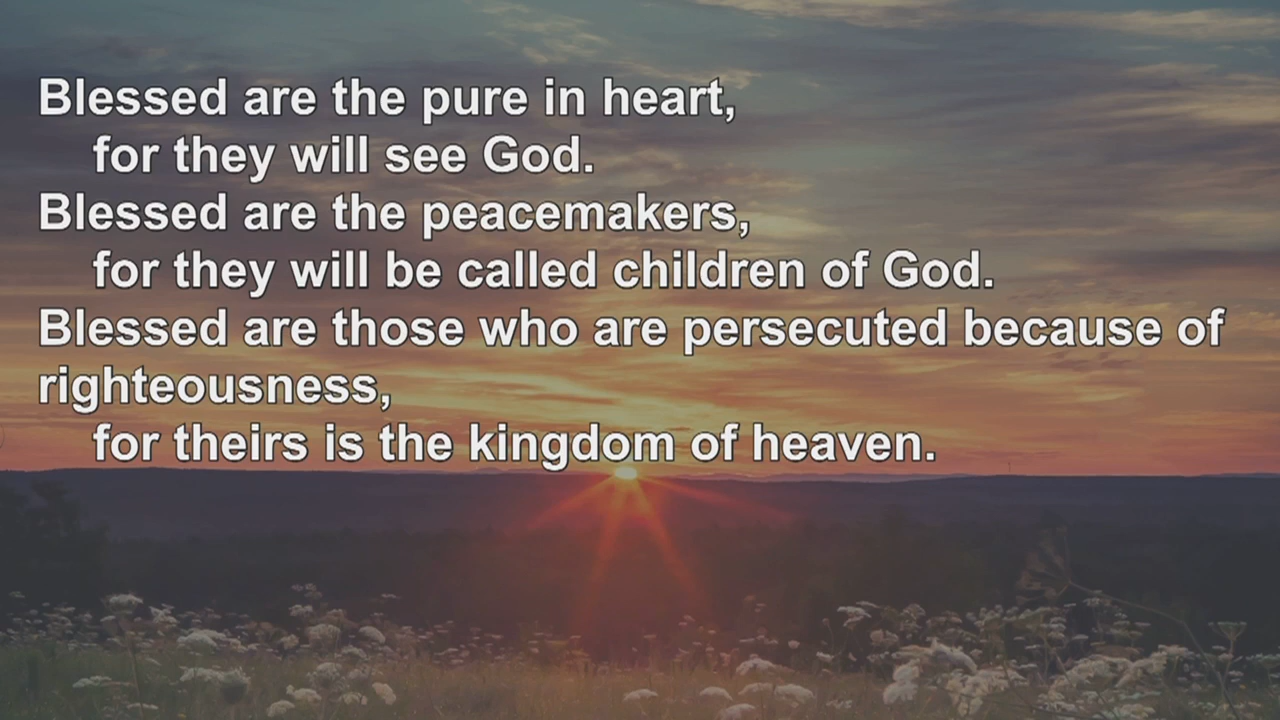 Blessed are the pure in heart,
for they will see God.
Blessed are the peacemakers,
for they will be called children of God.
Blessed are those who are persecuted because of
righteousness,
for theirs is the kingdom of heaven.